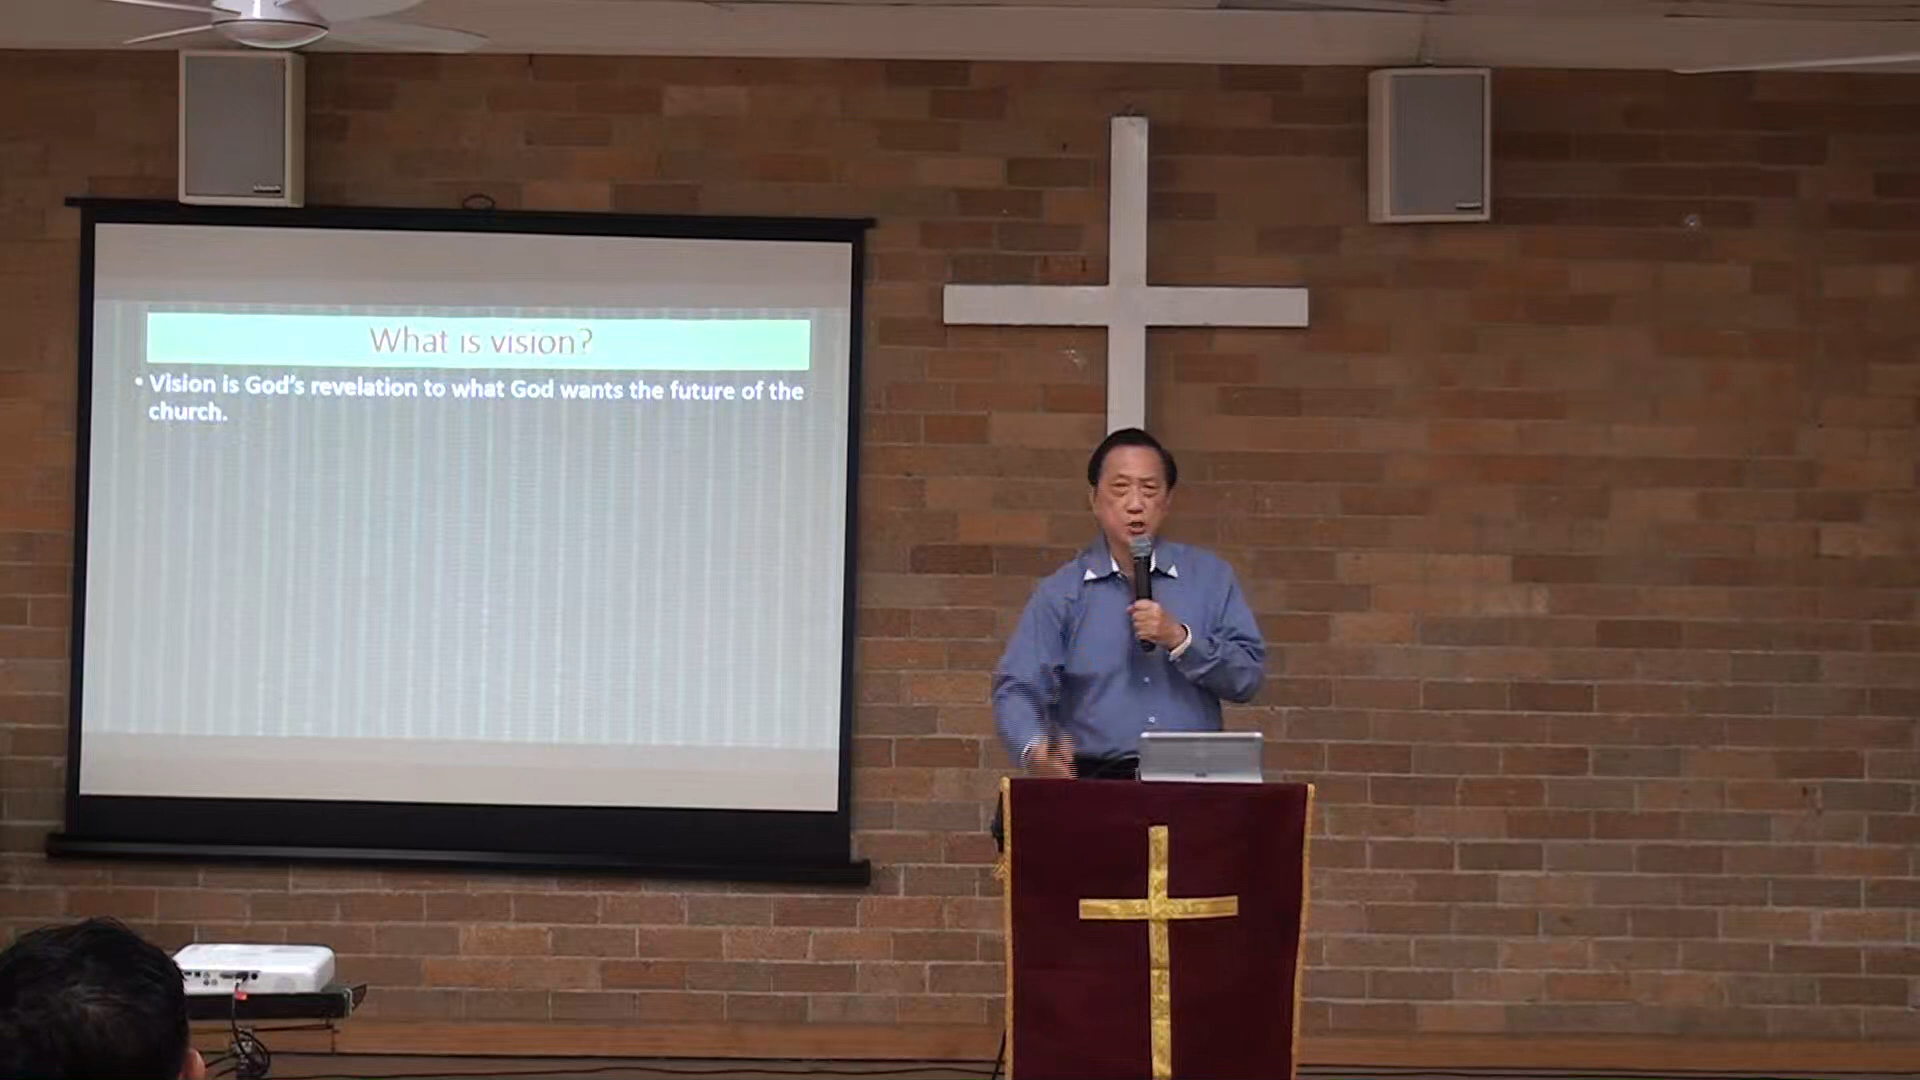 What is vision?
• Vision is God's revelation to what God wants the future of the
church.